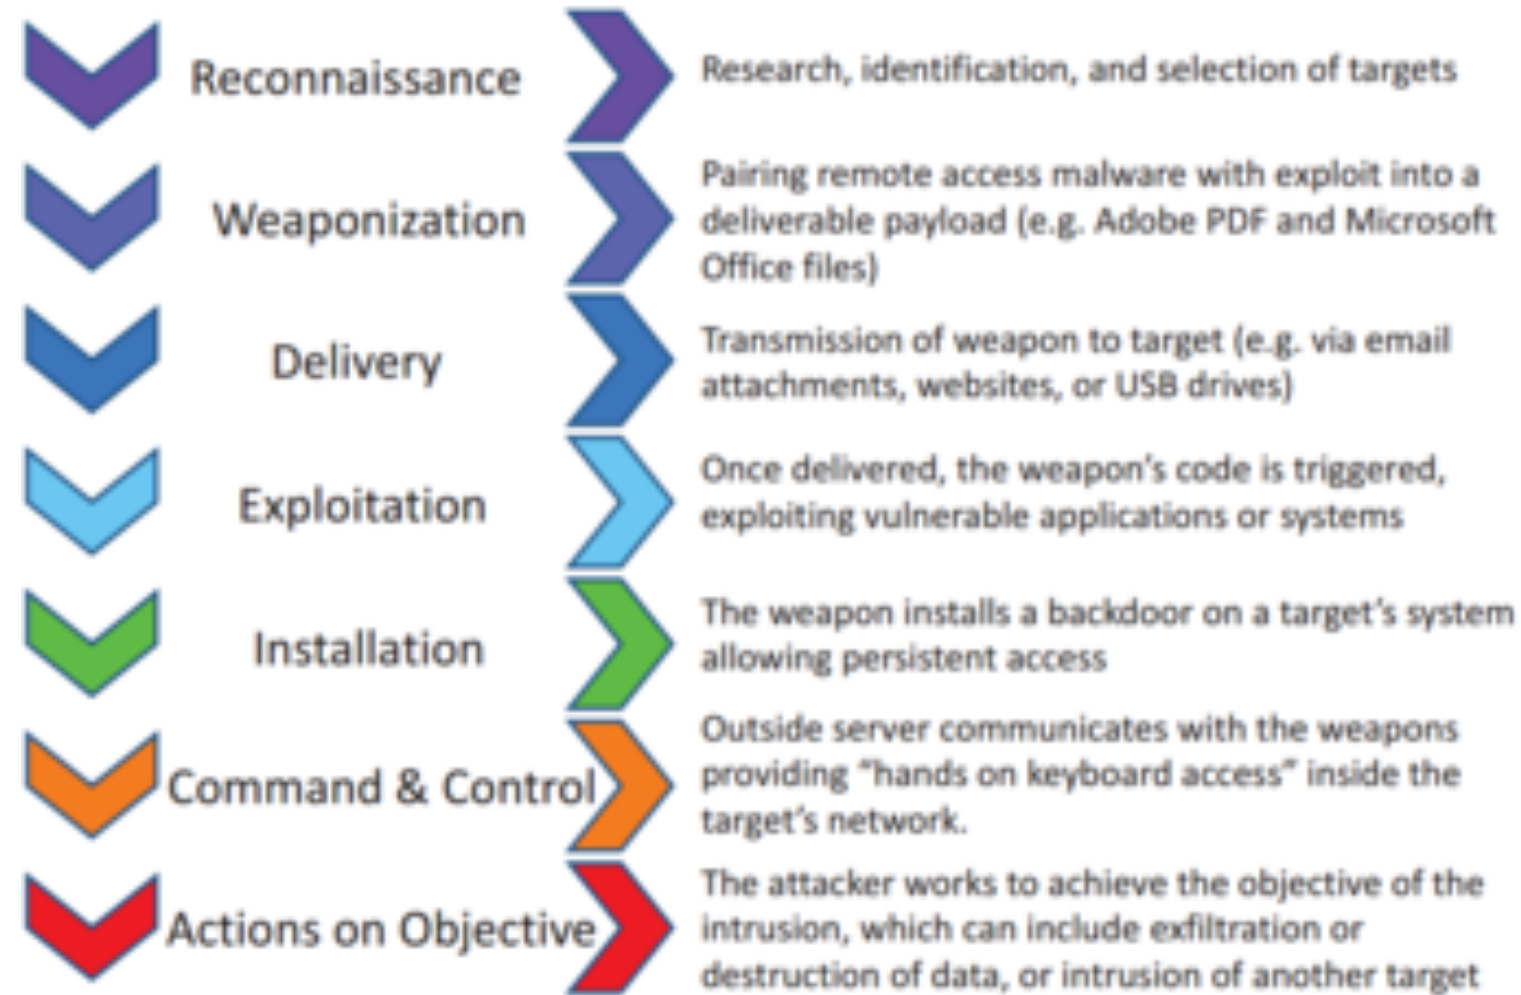 Reconnaissance
Research, identification, and selection of targets
Weaponization
Pairing remote access malware with exploit into a
deliverable payload (e.g. Adobe PDF and Microsoft
Office files)
Delivery
Transmission of weapon to target (e.g. via email
attachments, websites, or USB drives)
Exploitation
Once delivered, the weapon's code is triggered,
exploiting vulnerable applications or systems
Installation
The weapon installs a backdoor on a target's system
allowing persistent access
Command & Control
Outside server communicates with the weapons
providing "hands on keyboard access" inside the
target's network.
Actions on Objective
The attacker works to achieve the objective of the
intrusion, which can include exfiltration or
destruction of data, or intrusion of another target